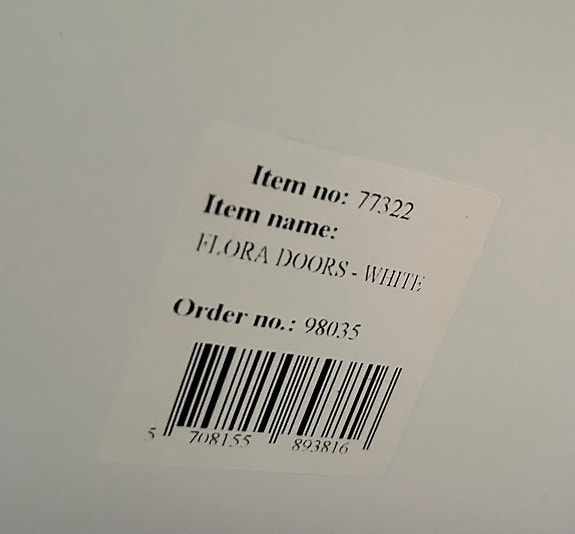 Item no: 77322
Item name:
FLORA DOORS - WHITE
Order no.: 98035
5 708155 893816